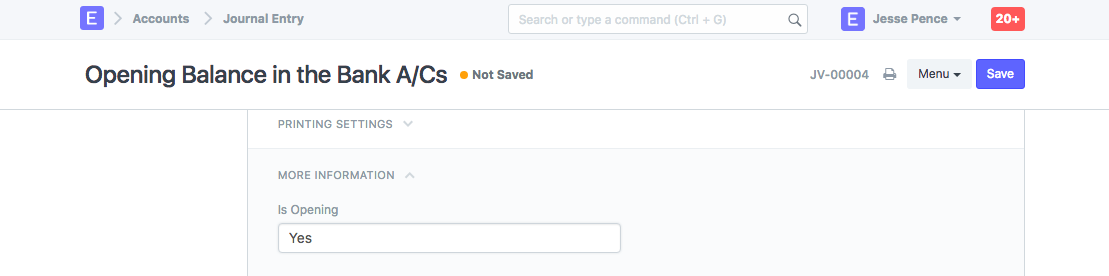 E Accounts Journal Entry Search or type a command (Ctrl + G) E Jesse Pence 20+
Opening Balance in the Bank A/Cs Not Saved JV-00004 Menu Save
PRINTING SETTINGS
MORE INFORMATION
Is Opening
Yes